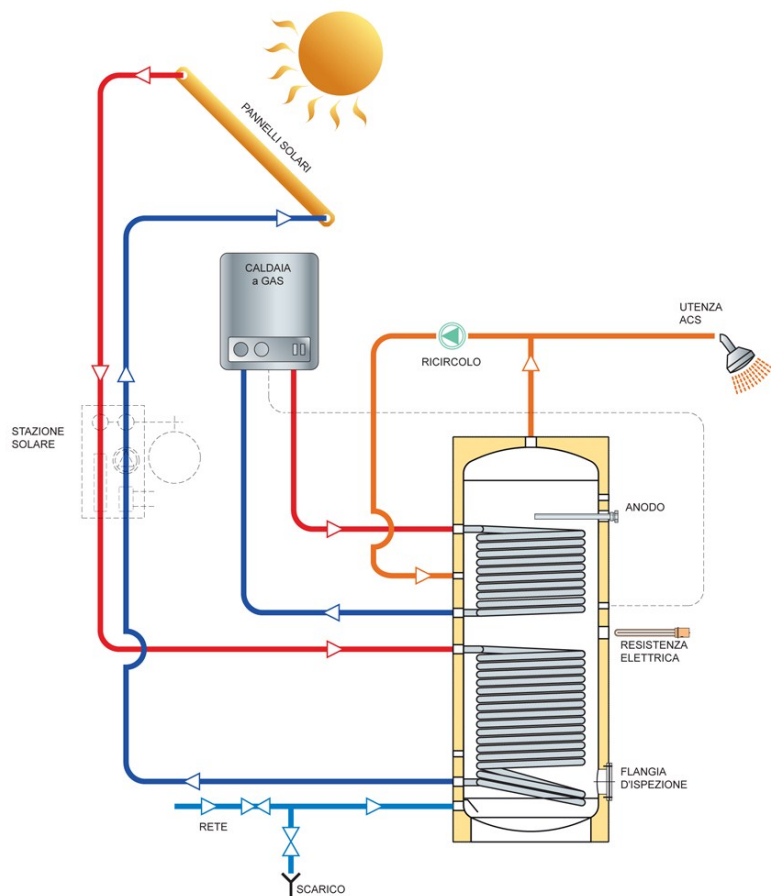 PANNELLI SOLARI
CALDAIA
a GAS
UTENZA
ACS
RICIRCOLO
STAZIONE
SOLARE
ANODO
RESISTENZA
ELETTRICA
FLANGIA
D'ISPEZIONE
RETE
SCARICO